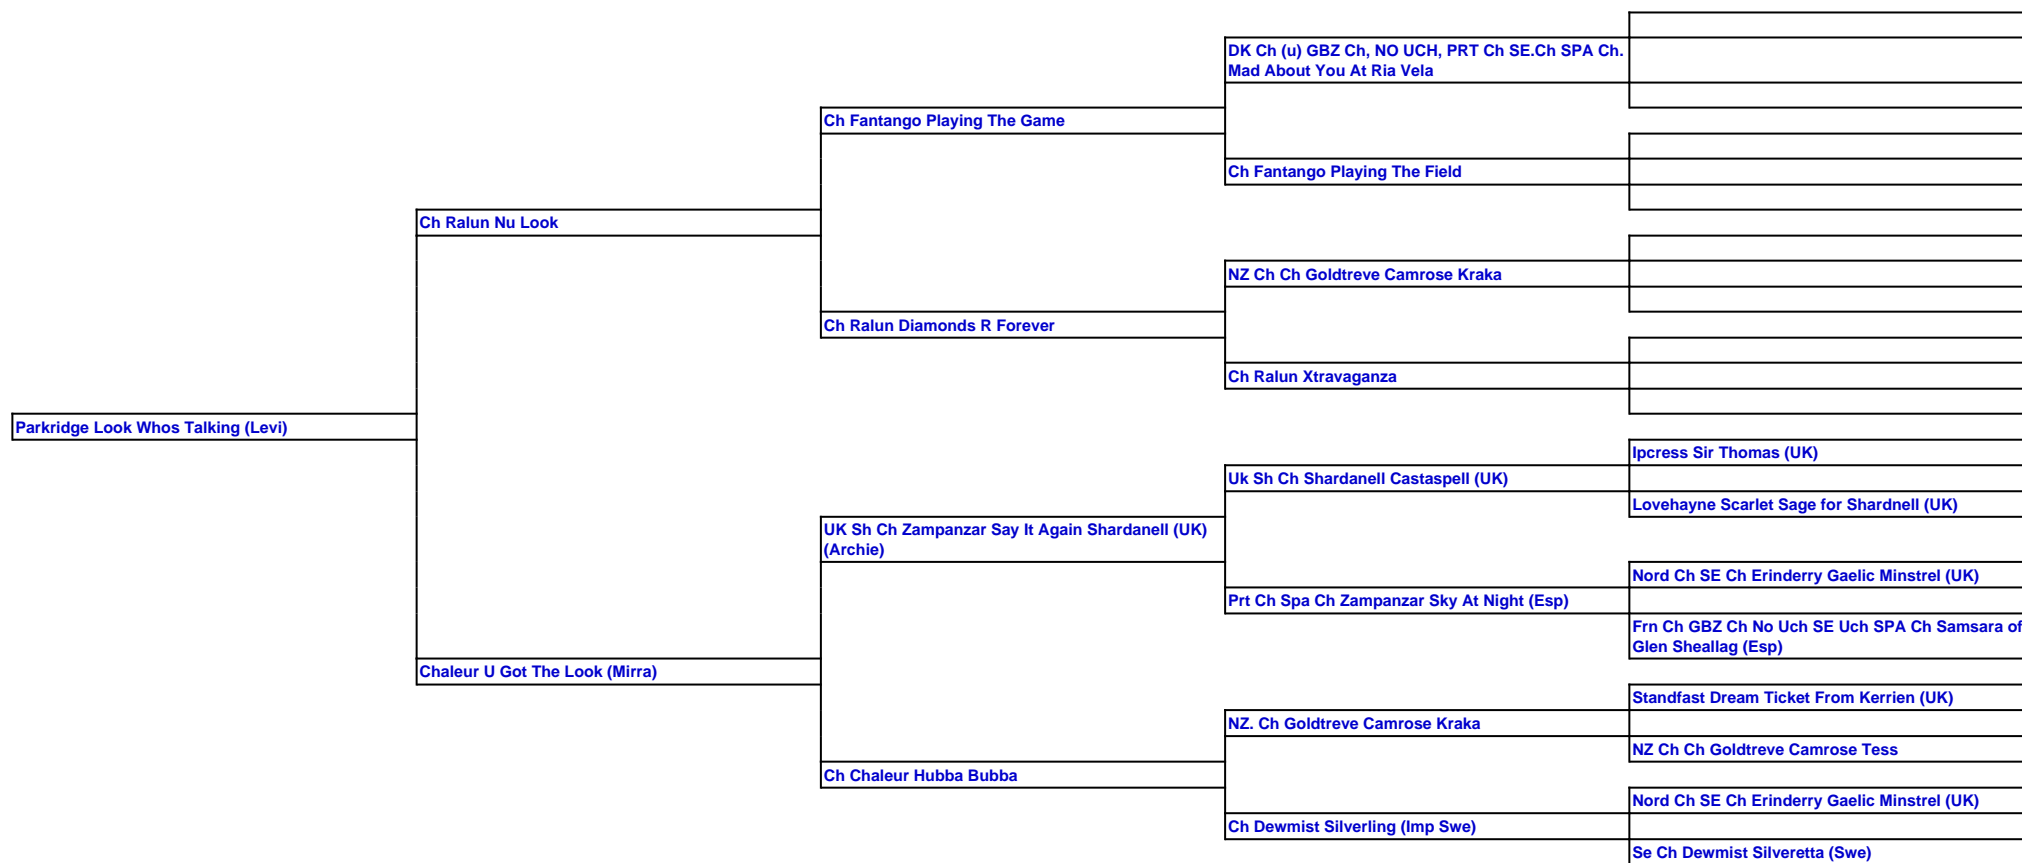 DK Ch (u) GBZ Ch, NO UCH, PRT Ch SE.Ch SPA Ch.
Mad About You At Ria Vela
Ch Fantango Playing The Game
Ch Fantango Playing The Field
Ch Ralun Nu Look
NZ Ch Ch Goldtreve Camrose Kraka
Ch Ralun Diamonds R Forever
Ch Ralun Xtravaganza
Parkridge Look Whos Talking (Levi)
Ipcress Sir Thomas (UK)
Uk Sh Ch Shardanell Castaspell (UK)
Lovehayne Scarlet Sage for Shardnell (UK)
UK Sh Ch Zampanzar Say It Again Shardanell (UK)
(Archie)
Nord Ch SE Ch Erinderry Gaelic Minstrel (UK)
Prt Ch Spa Ch Zampanzar Sky At Night (Esp)
Frn Ch GBZ Ch No Uch SE Uch SPA Ch Samsara of
Glen Sheallag (Esp)
Chaleur U Got The Look (Mirra)
Standfast Dream Ticket From Kerrien (UK)
NZ. Ch Goldtreve Camrose Kraka
NZ Ch Ch Goldtreve Camrose Tess
Ch Chaleur Hubba Bubba
Nord Ch SE Ch Erinderry Gaelic Minstrel (UK)
Ch Dewmist Silverling (Imp Swe)
Se Ch Dewmist Silveretta (Swe)